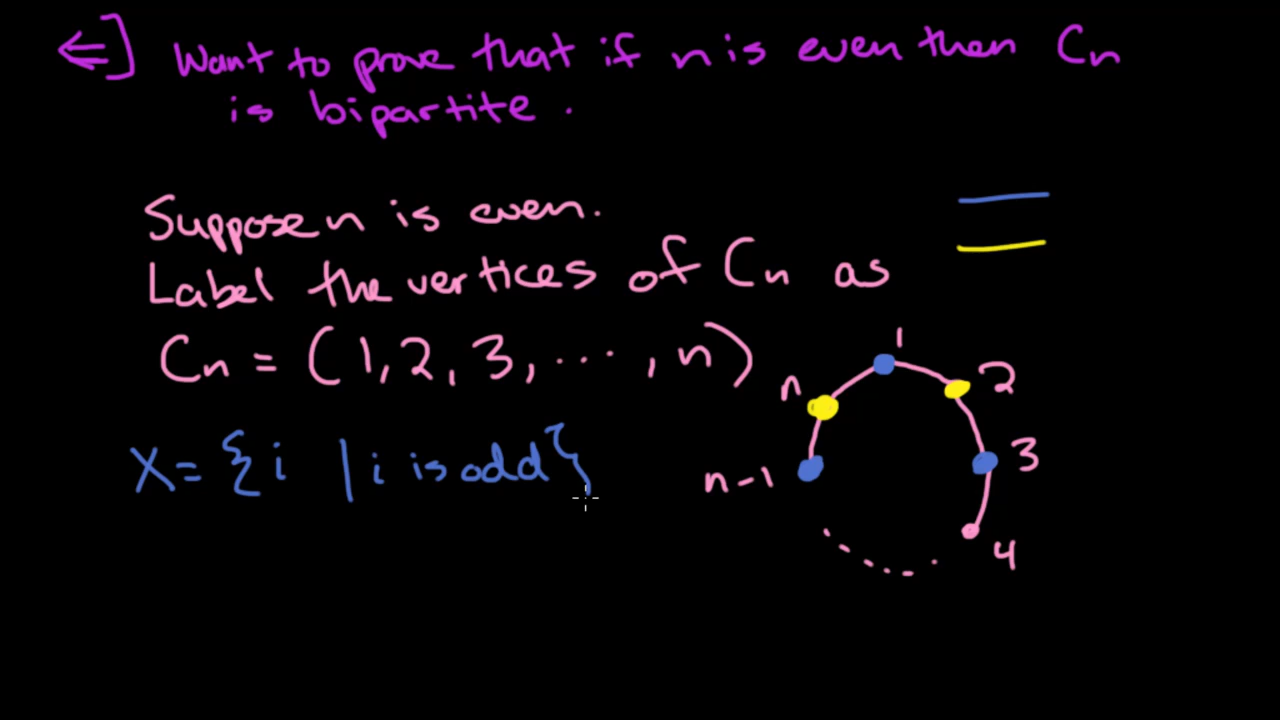 ⇐] Want to prove that if n is even then Cn
is bipartite.
Suppose n is even.
Label the vertices of Cn as
Cn = (1, 2, 3, ..., n)
X = {i | i is odd}
1
2
3
4
n
n-1